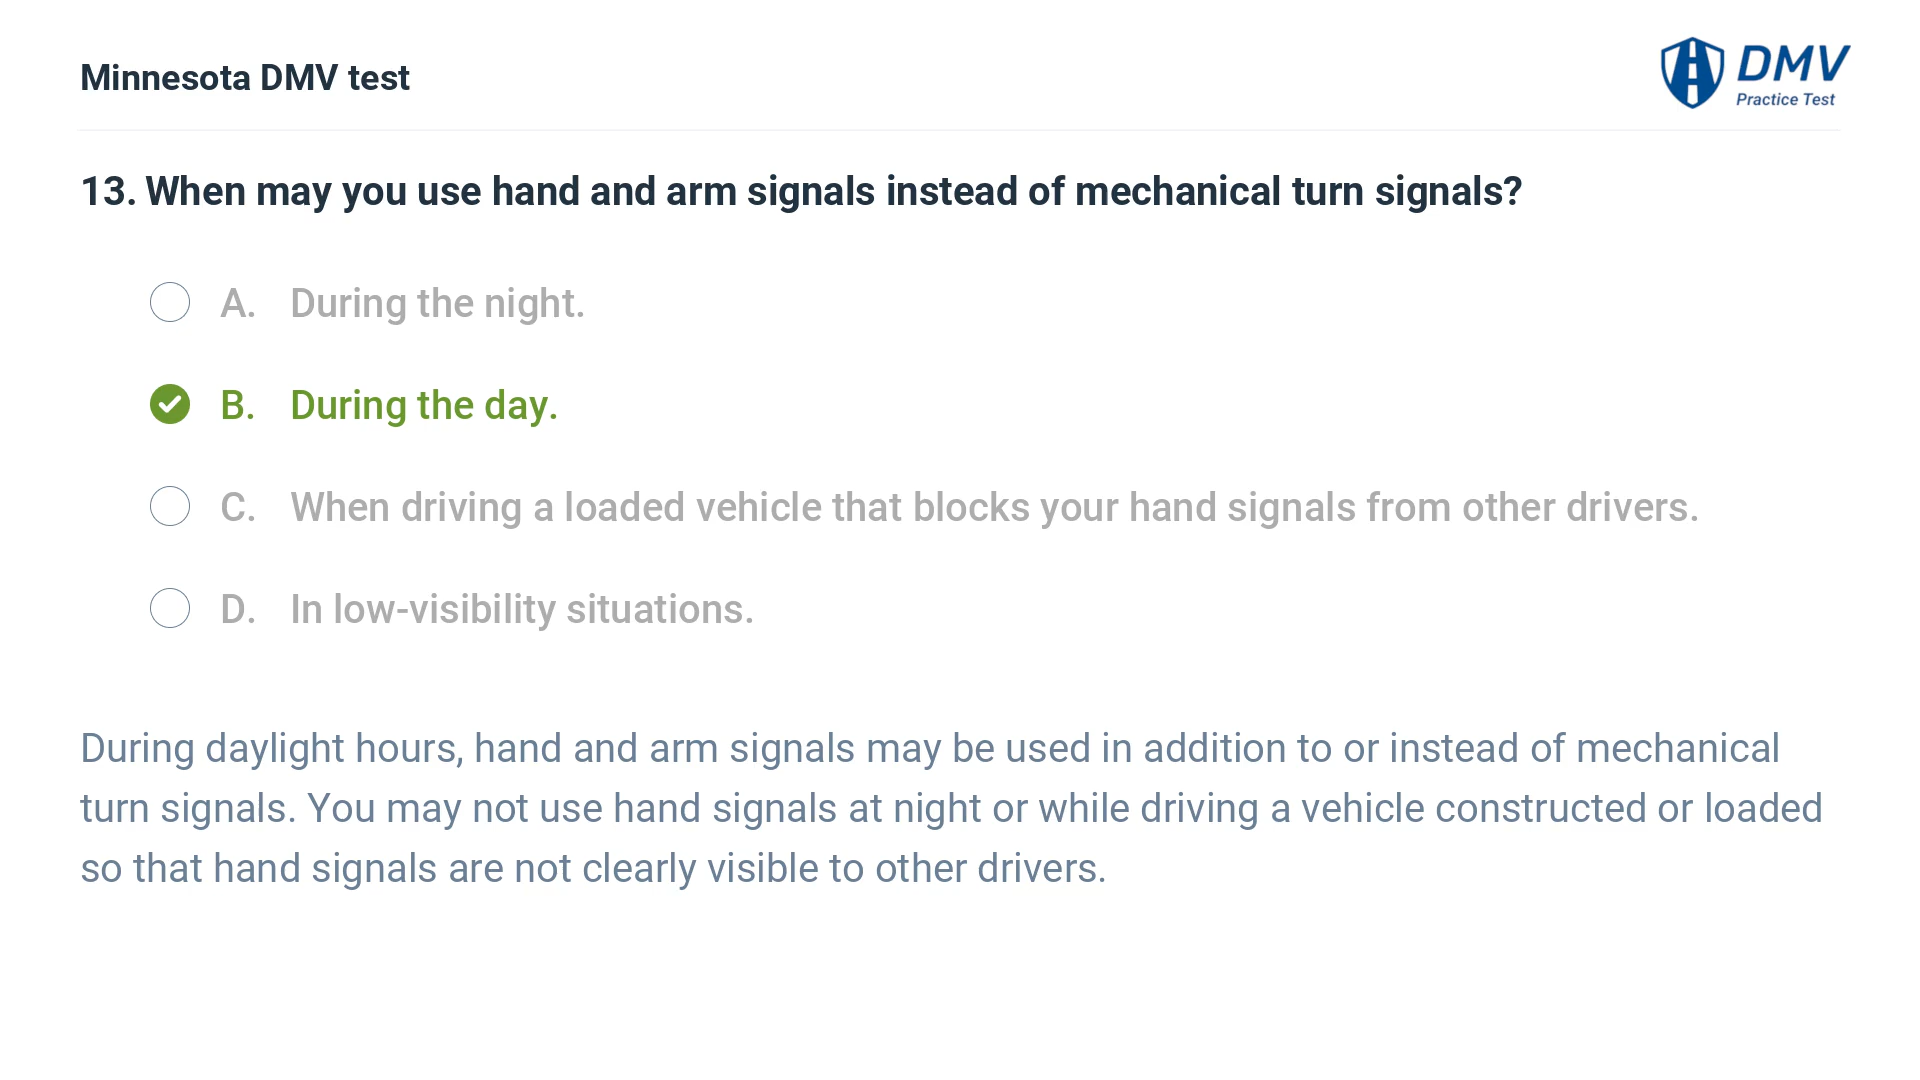 Minnesota DMV test
DMV
Practice Test
13. When may you use hand and arm signals instead of mechanical turn signals?
A. During the night.
B. During the day.
C. When driving a loaded vehicle that blocks your hand signals from other drivers.
D. In low-visibility situations.
During daylight hours, hand and arm signals may be used in addition to or instead of mechanical
turn signals. You may not use hand signals at night or while driving a vehicle constructed or loaded
so that hand signals are not clearly visible to other drivers.